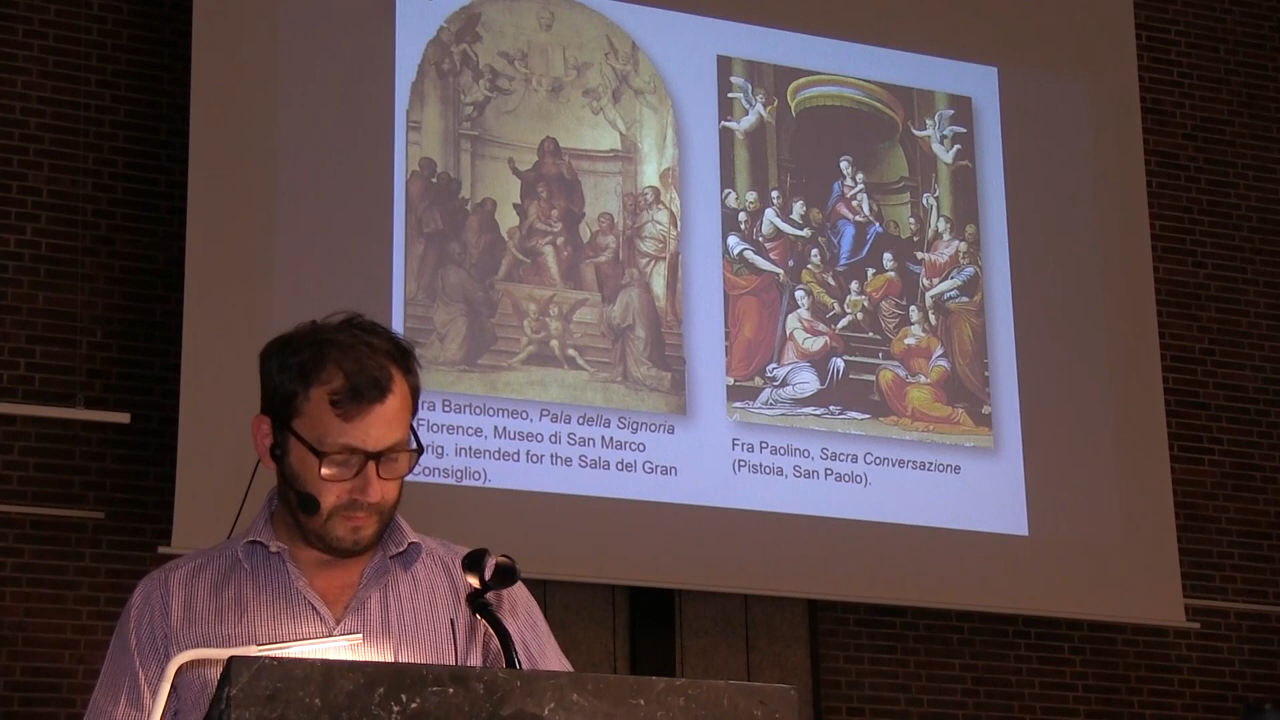 ra Bartolomeo, Pala della Signoria
Florence, Museo di San Marco
rig. intended for the Sala del Gran
Consiglio).
Fra Paolino, Sacra Conversazione
(Pistoia, San Paolo).